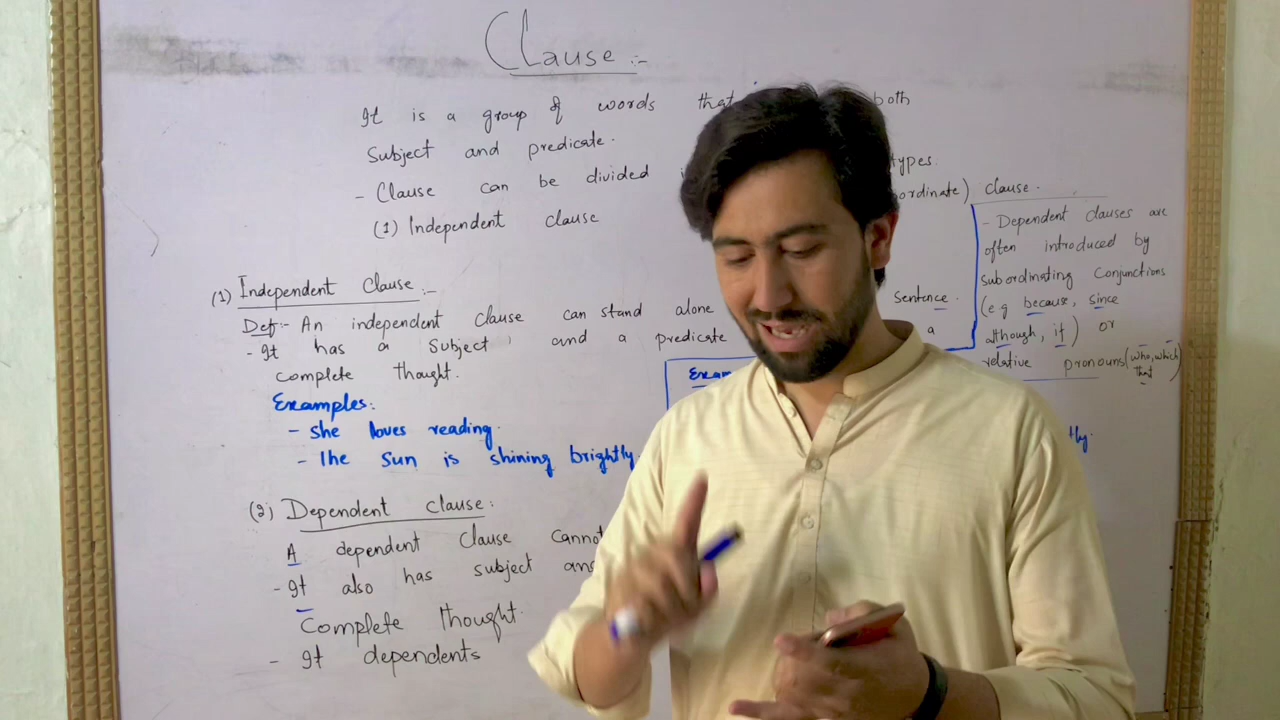 Clause :-
It is a group of words that both
Subject and predicate.
- Clause can be divided types.
(1) Independent clause ordinate) clause.
(1) Independent Clause :-
Def:- An independent Clause can stand alone sentence.
- It has a Subject, and a predicate a
complete thought.
Examples:
- She loves reading.
- The Sun is shining brightly.
(2) Dependent Clause:
A dependent Clause cannot
- It also has subject and
Complete thought.
- It dependents
- Dependent clauses are
often introduced by
subordinating Conjunctions
(e g because, since
although, if) or
relative pronouns (who, which
that)
Exam
tly.